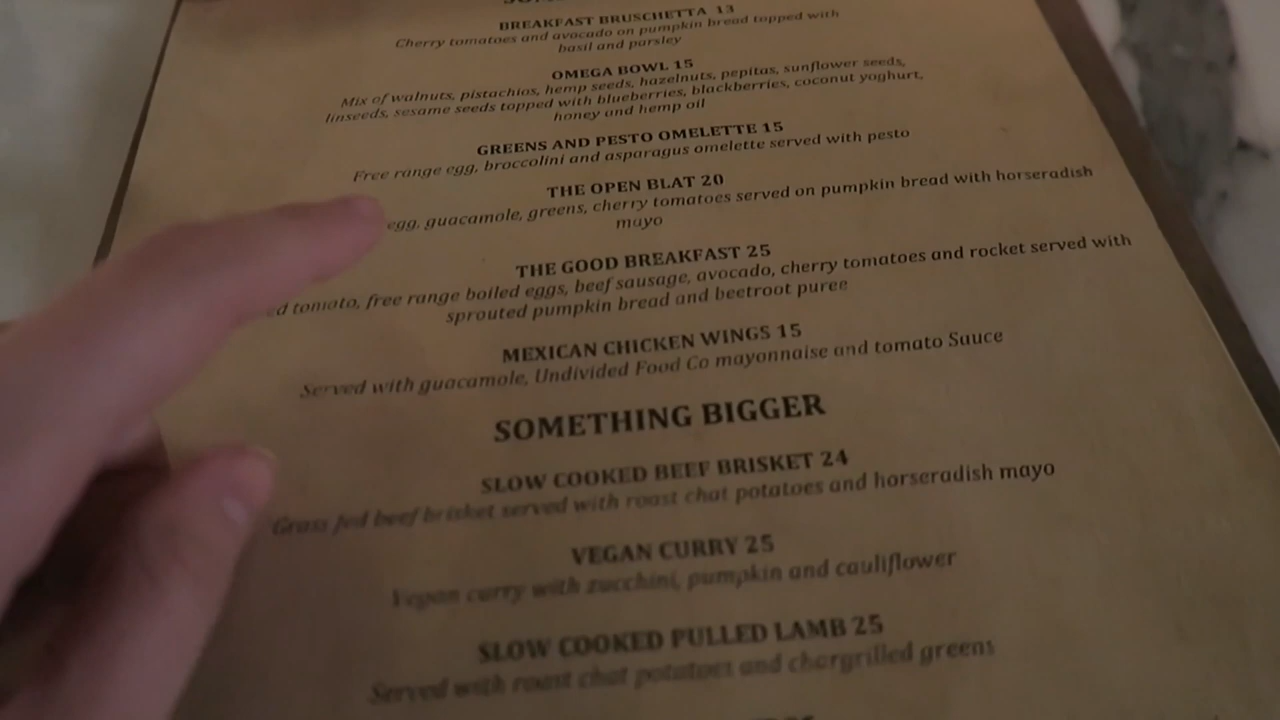 BREAKFAST BRUSCHETTA 13
Cherry tomatoes and avocado on pumpkin bread topped with
basil and parsley
OMEGA BOWL 15
Mix of walnuts, pistachios, hemp seeds, hazelnuts, pepitas, sunflower seeds,
linseeds, sesame seeds topped with blueberries, blackberries, coconut yoghurt,
honey and hemp oil
GREENS AND PESTO OMELETTE 15
Free range egg, broccolini and asparagus omelette served with pesto
THE OPEN BLAT 20
egg, guacamole, greens, cherry tomatoes served on pumpkin bread with horseradish
mayo
THE GOOD BREAKFAST 25
tomato, free range boiled eggs, beef sausage, avocado, cherry tomatoes and rocket served with
sprouted pumpkin bread and beetroot puree
MEXICAN CHICKEN WINGS 15
Served with guacamole, Undivided Food Co mayonnaise and tomato Sauce
SOMETHING BIGGER
SLOW COOKED BEEF BRISKET 24
Grass fed beef brisket served with roast chat potatoes and horseradish mayo
VEGAN CURRY 25
Vegan curry with zucchini, pumpkin and cauliflower
SLOW COOKED PULLED LAMB 25
Served with roast chat potatoes and chargrilled greens